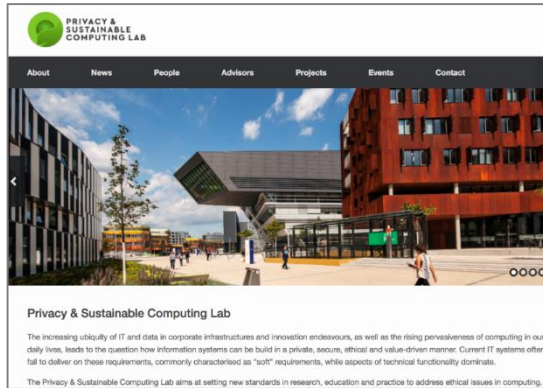 PRIVACY &
SUSTAINABLE
COMPUTING LAB
About News People Advisors Projects Events Contact
Privacy & Sustainable Computing Lab
The increasing ubiquity of IT and data in corporate infrastructures and innovation endeavours, as well as the rising pervasiveness of computing in our
daily lives, leads to the question how information systems can be build in a private, secure, ethical and value-driven manner. Current IT systems often
fail to deliver on these requirements, commonly characterised as "soft" requirements, while aspects of technical functionality dominate.
The Privacy & Sustainable Computing Lab aims at setting new standards in research, education and practice to address ethical issues in computing.